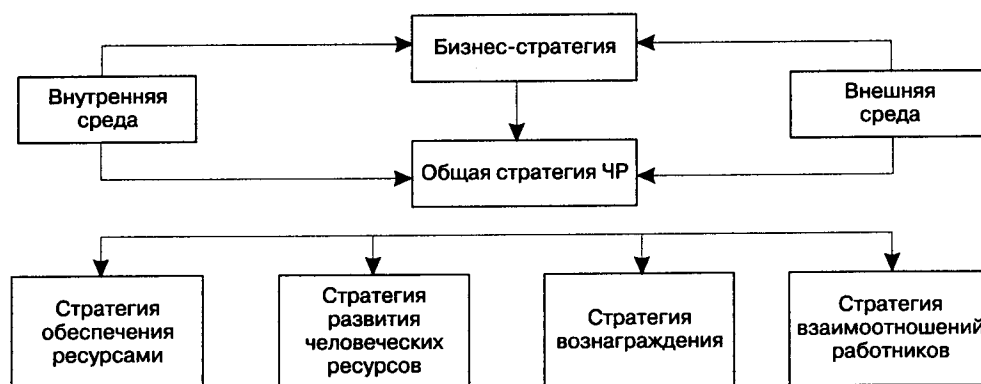 Бизнес-стратегия
Внутренняя
среда
Внешняя
среда
Общая стратегия ЧР
Стратегия
обеспечения
ресурсами
Стратегия
развития
человеческих
ресурсов
Стратегия
вознаграждения
Стратегия
взаимоотношений
работников